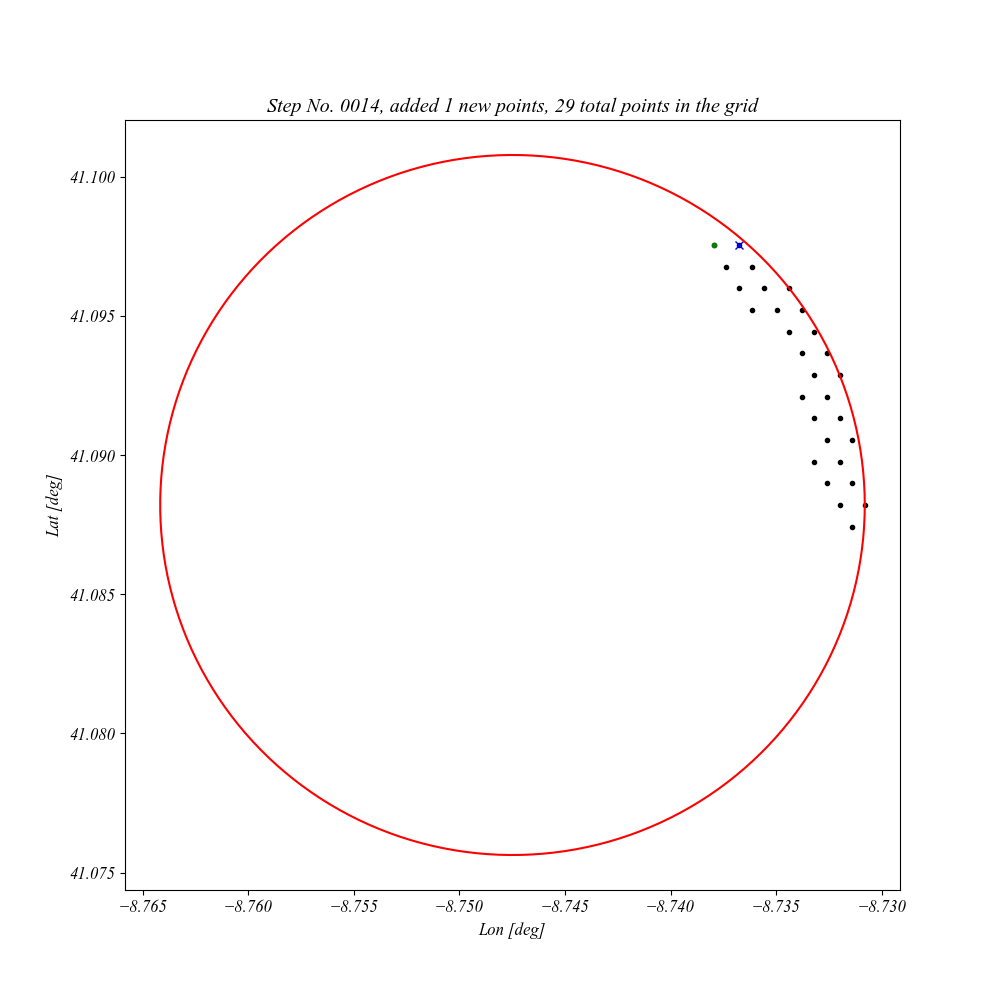 Step No. 0014, added 1 new points, 29 total points in the grid
41.100
41.095
41.090
41.085
41.080
41.075
Lat [deg]
−8.765 −8.760 −8.755 −8.750 −8.745 −8.740 −8.735 −8.730
Lon [deg]